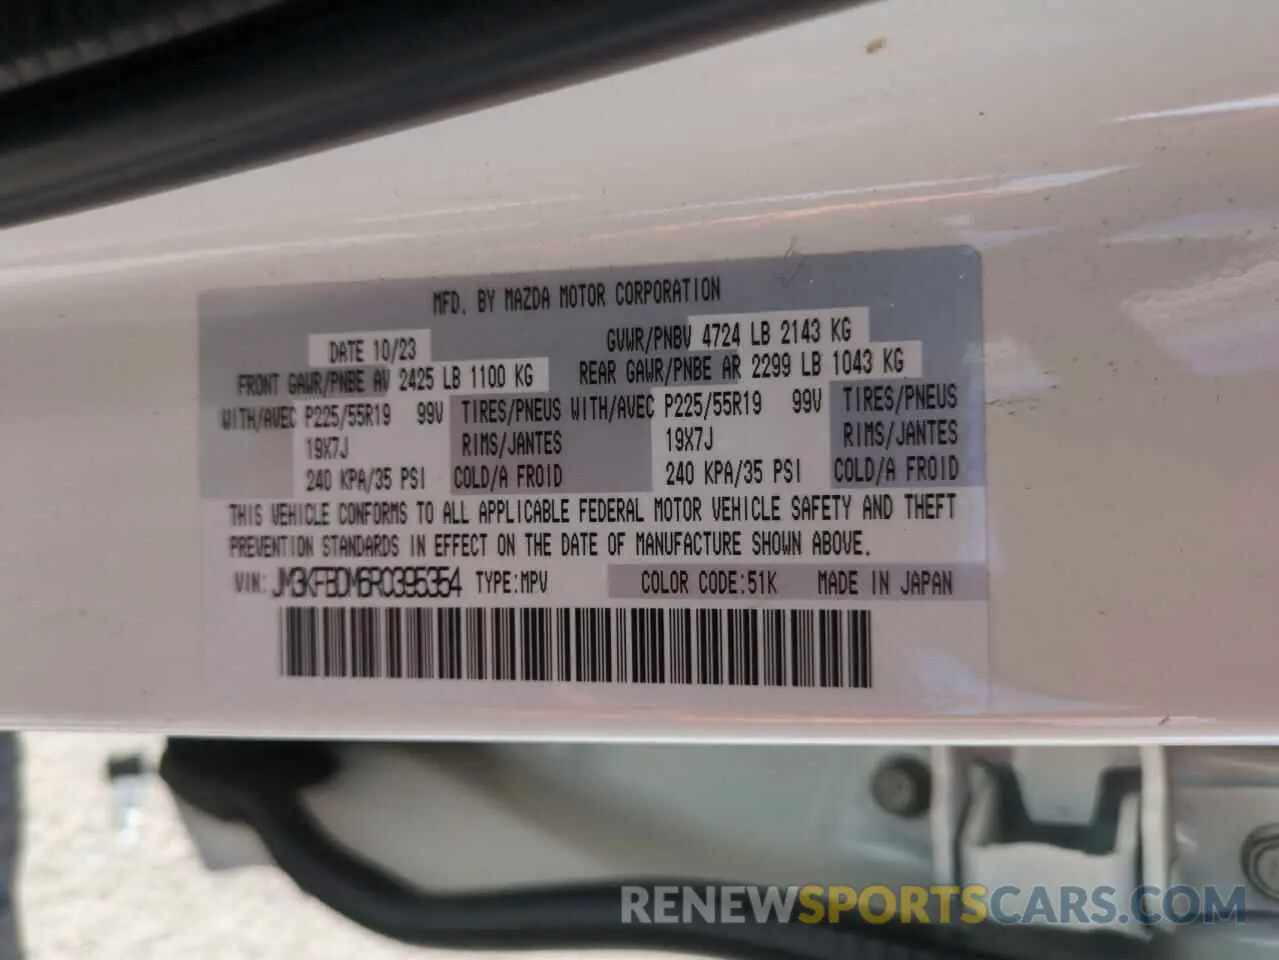 MFD. BY MAZDA MOTOR CORPORATION
DATE 10/23 GVWR/PNBV 4724 LB 2143 KG
FRONT GAWR/PNBE AV 2425 LB 1100 KG REAR GAWR/PNBE AR 2299 LB 1043 KG
WITH/AVEC P225/55R19 99V TIRES/PNEUS WITH/AVEC P225/55R19 99V TIRES/PNEUS
19X7J RIMS/JANTES 19X7J RIMS/JANTES
240 KPA/35 PSI COLD/A FROID 240 KPA/35 PSI COLD/A FROID
THIS VEHICLE CONFORMS TO ALL APPLICABLE FEDERAL MOTOR VEHICLE SAFETY AND THEFT
PREVENTION STANDARDS IN EFFECT ON THE DATE OF MANUFACTURE SHOWN ABOVE.
VIN: JM3KFBDM6R0395354 TYPE:MPV COLOR CODE:51K MADE IN JAPAN
RENEWSPORTSCARS.COM